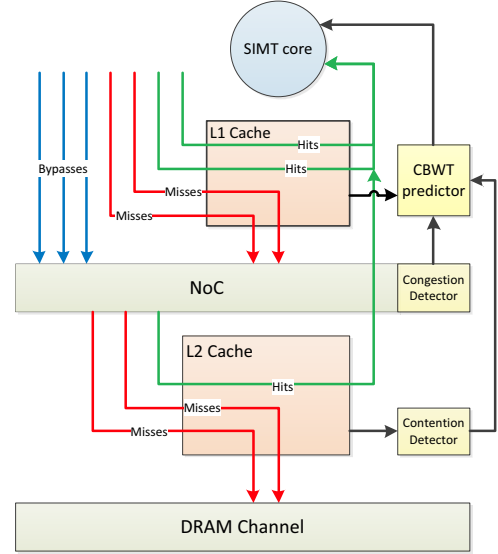 SIMT core
L1 Cache
Hits
Bypasses
Hits
CBWT
predictor
Misses
Misses
NoC
Congestion
Detector
L2 Cache
Hits
Misses
Misses
Contention
Detector
DRAM Channel